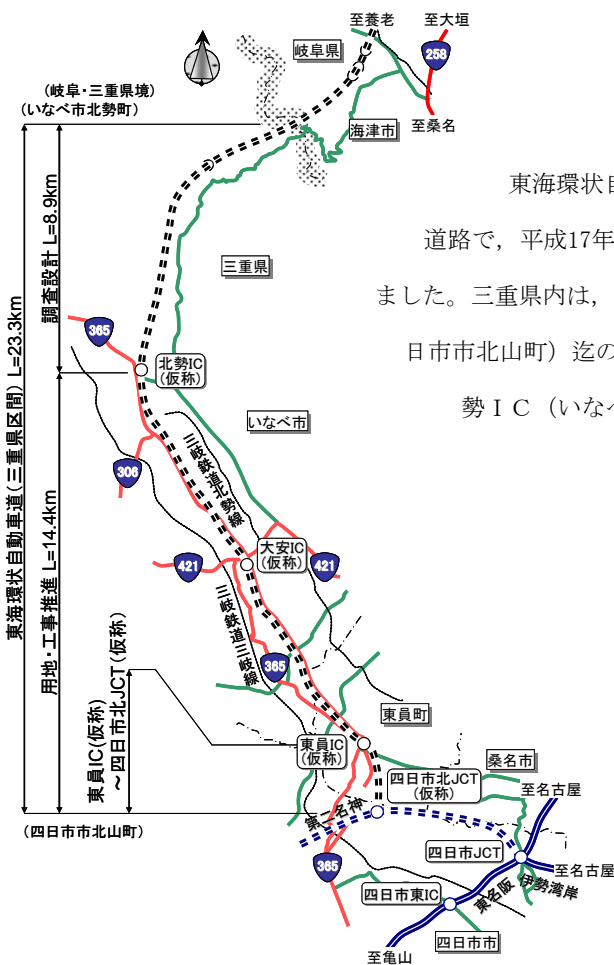 至養老
至大垣
岐阜県
258
(岐阜・三重県境)
(いなべ市北勢町)
海津市
至桑名
東海環状自
道路で，平成17年
ました。三重県内は，
日市市北山町）迄の
勢ＩＣ（いなべ
三重県
東海環状自動車道(三重県区間) L=23.3km
調査設計 L=8.9km
365
北勢IC
(仮称)
いなべ市
三岐鉄道北勢線
306
用地・工事推進 L=14.4km
大安IC
(仮称)
421
421
三岐鉄道三岐線
365
東員IC(仮称)
～四日市北JCT(仮称)
東員町
東員IC
(仮称)
桑名市
四日市北JCT
(仮称)
至名古屋
第二名神
(四日市市北山町)
四日市JCT
365
至名古屋
東名阪
伊勢湾岸
四日市東IC
四日市市
至亀山